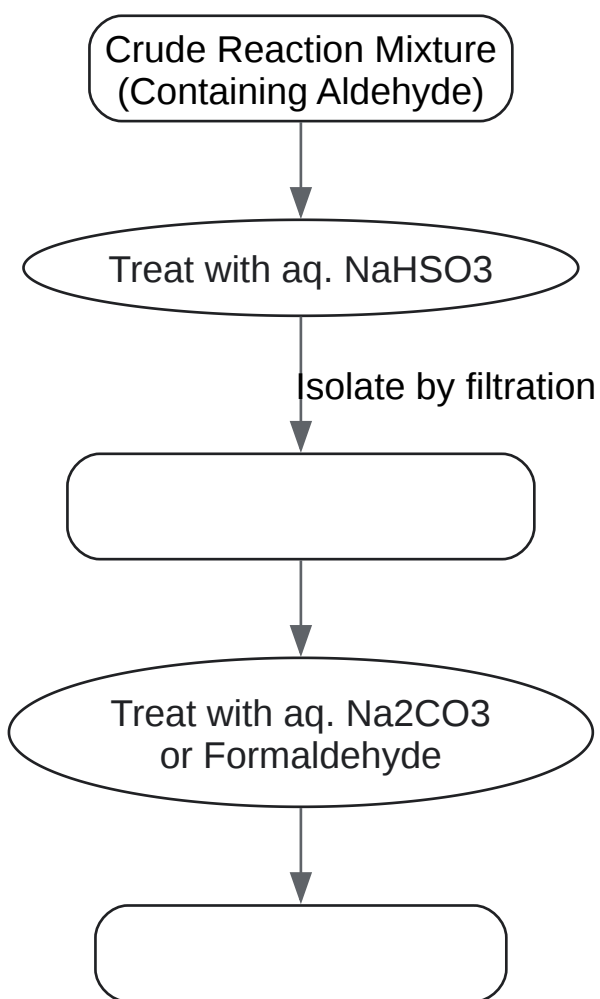 Crude Reaction Mixture
(Containing Aldehyde)
Treat with aq. NaHSO3
Isolate by filtration
Treat with aq. Na2CO3
or Formaldehyde